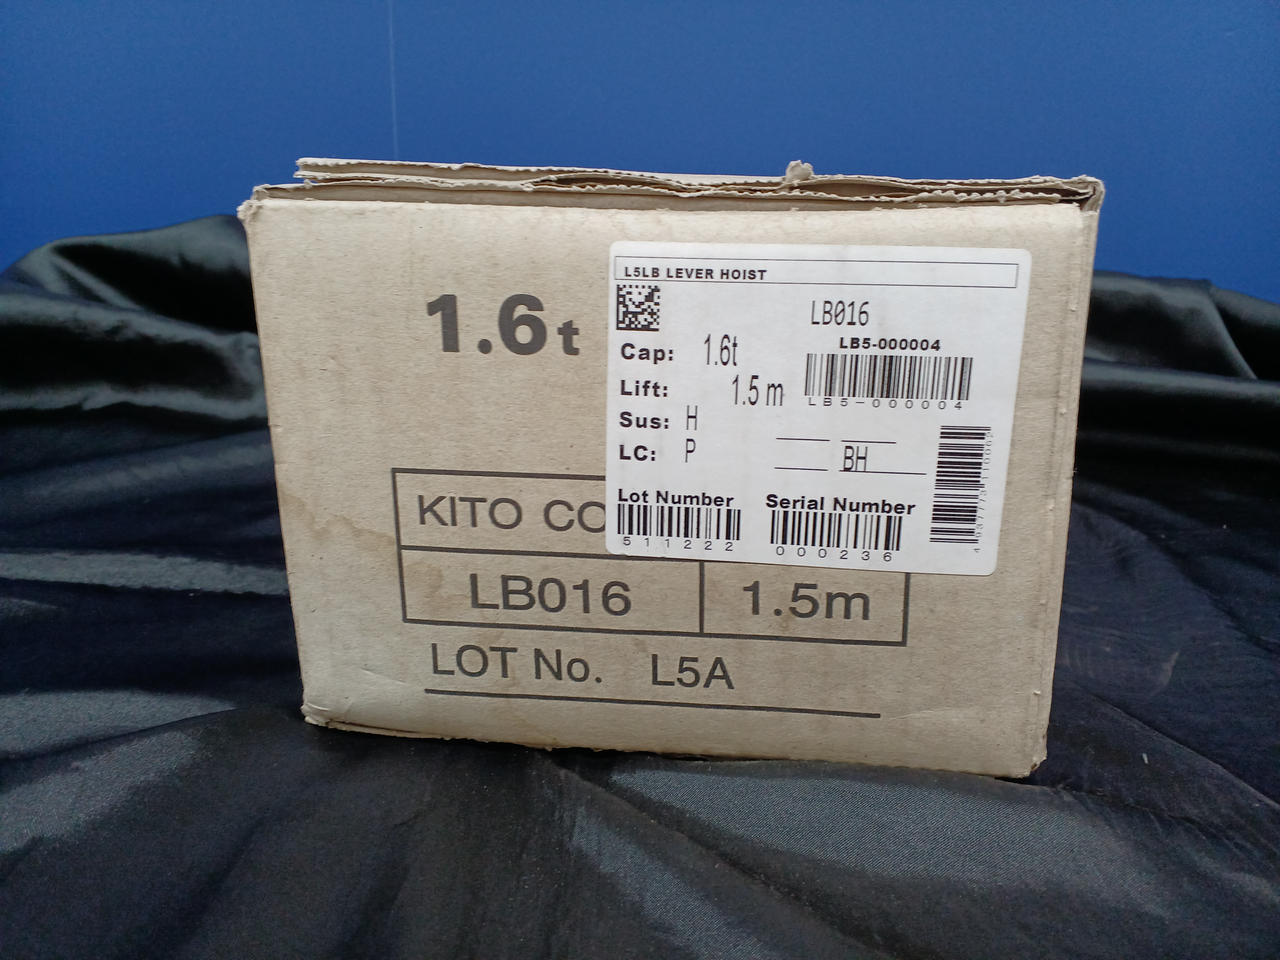 1.6t
L5LB LEVER HOIST
LB016
LB5-000004
LB5-000004
Cap: 1.6t
Lift: 1.5 m
Sus: H
LC: P
BH
Lot Number Serial Number
511222 000236
KITO CO
LB016 1.5m
LOT No. L5A